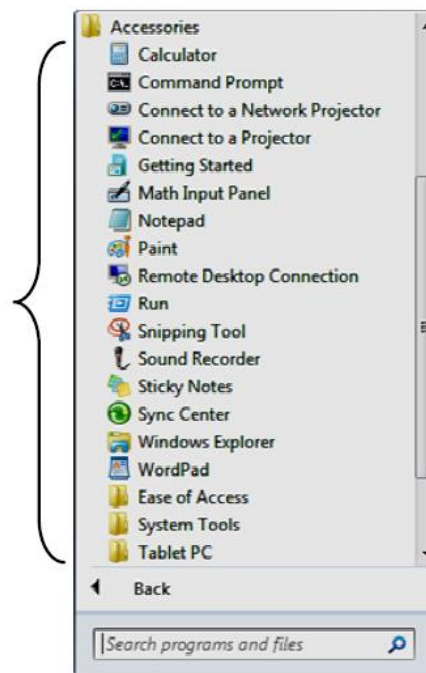 Accessories
Calculator
Command Prompt
Connect to a Network Projector
Connect to a Projector
Getting Started
Math Input Panel
Notepad
Paint
Remote Desktop Connection
Run
Snipping Tool
Sound Recorder
Sticky Notes
Sync Center
Windows Explorer
WordPad
Ease of Access
System Tools
Tablet PC
Back
Search programs and files